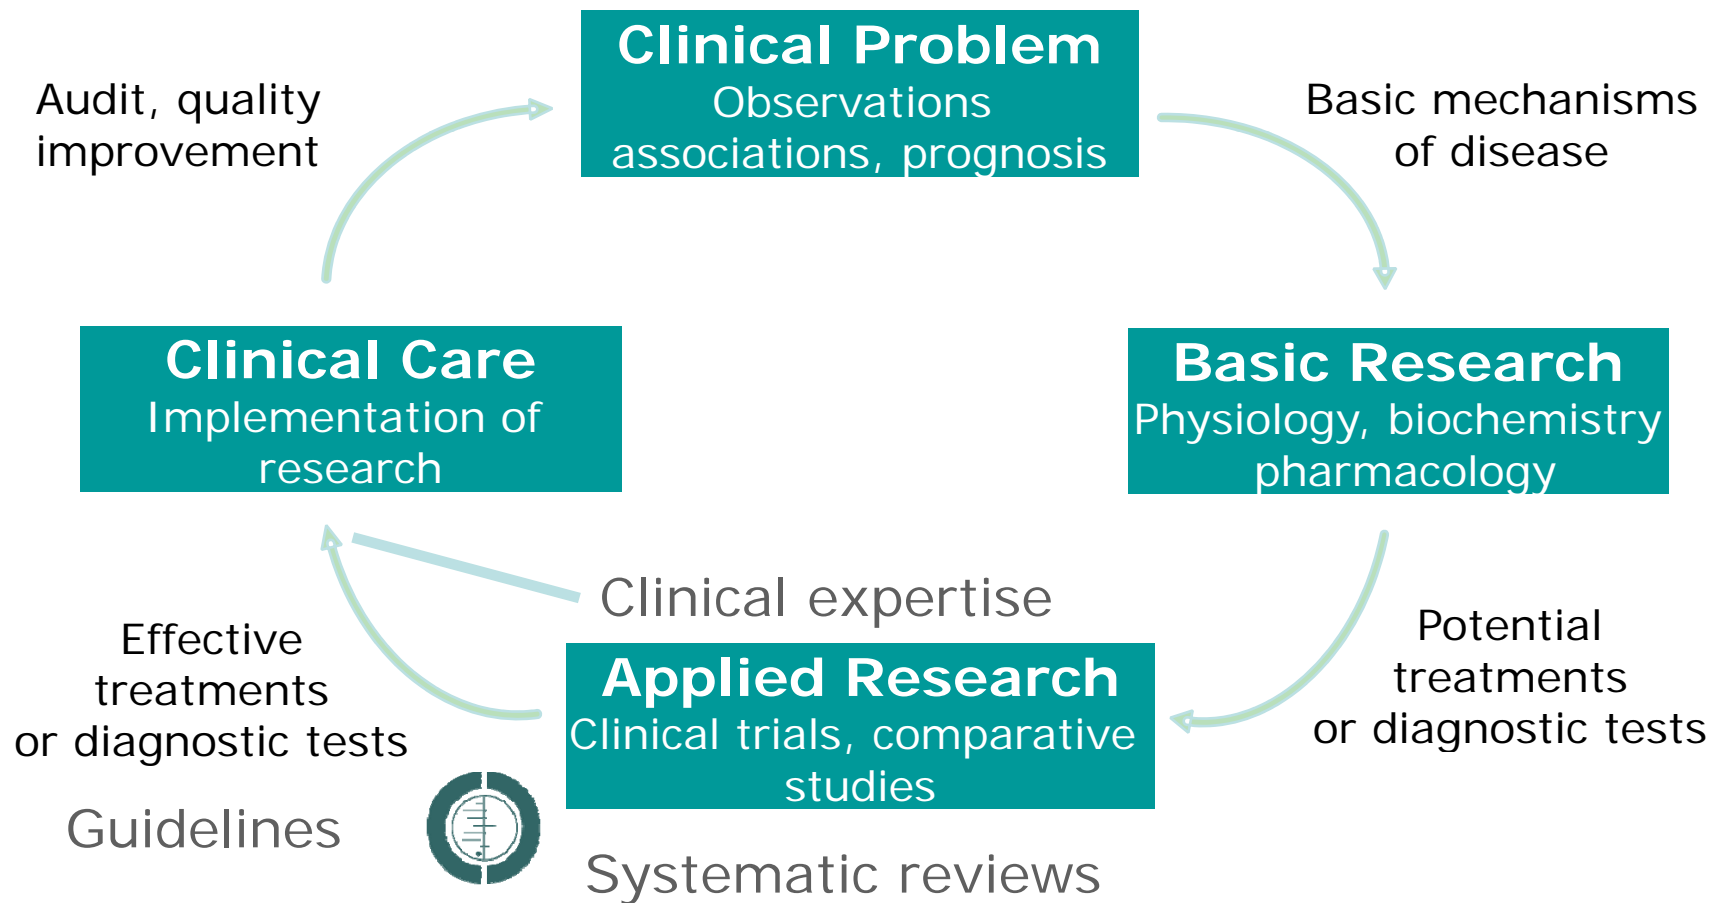 Clinical Problem
Observations
associations, prognosis
Audit, quality
improvement
Basic mechanisms
of disease
Clinical Care
Implementation of
research
Basic Research
Physiology, biochemistry
pharmacology
Clinical expertise
Effective
treatments
or diagnostic tests
Applied Research
Clinical trials, comparative
studies
Potential
treatments
or diagnostic tests
Guidelines
Systematic reviews